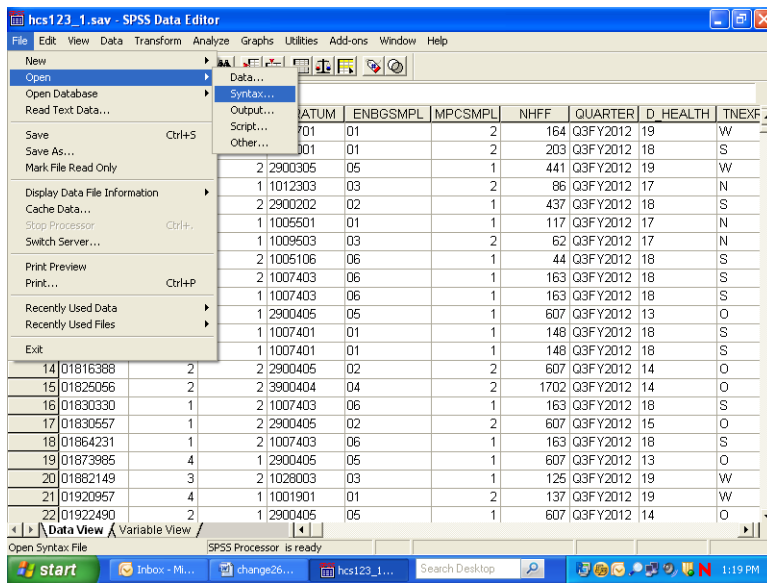 hcs123_1.sav - SPSS Data Editor
File Edit View Data Transform Analyze Graphs Utilities Add-ons Window Help
New
Open
Open Database
Read Text Data...
Save Ctrl+S
Save As...
Mark File Read Only
Display Data File Information
Cache Data...
Stop Processor Ctrl+.
Switch Server...
Print Preview
Print... Ctrl+P
Recently Used Data
Recently Used Files
Exit
Data...
Syntax...
Output...
Script...
Other...
ATUM ENBGSMPL MPCSMPL NHFF QUARTER D_HEALTH TNEXR
701 01 2 164 Q3FY2012 19 W
001 01 2 203 Q3FY2012 18 S
2 2900305 05 1 441 Q3FY2012 19 W
1 1012303 03 2 86 Q3FY2012 17 N
2 2900202 02 1 437 Q3FY2012 18 S
1 1005501 01 1 117 Q3FY2012 17 N
1 1009503 03 2 62 Q3FY2012 17 N
2 1005106 06 1 44 Q3FY2012 18 S
2 1007403 06 1 163 Q3FY2012 18 S
1 1007403 06 1 163 Q3FY2012 18 S
1 2900405 05 1 607 Q3FY2012 13 O
1 1007401 01 1 148 Q3FY2012 18 S
1 1007401 01 1 148 Q3FY2012 18 S
14 01816388 2 2 2900405 02 2 607 Q3FY2012 14 O
15 01825056 2 2 3900404 04 2 1702 Q3FY2012 14 O
16 01830330 1 2 1007403 06 1 163 Q3FY2012 18 S
17 01830557 1 2 2900405 02 2 607 Q3FY2012 15 O
18 01864231 1 2 1007403 06 1 163 Q3FY2012 18 S
19 01873985 4 1 2900405 05 1 607 Q3FY2012 13 O
20 01882149 3 2 1028003 03 1 125 Q3FY2012 19 W
21 01920957 4 1 1001901 01 2 137 Q3FY2012 19 W
22 01922490 2 1 2900405 05 1 607 Q3FY2012 14 O
Data View Variable View
Open Syntax File SPSS Processor is ready
start Inbox - Mi... change26... hcs123_1... Search Desktop N 1:19 PM